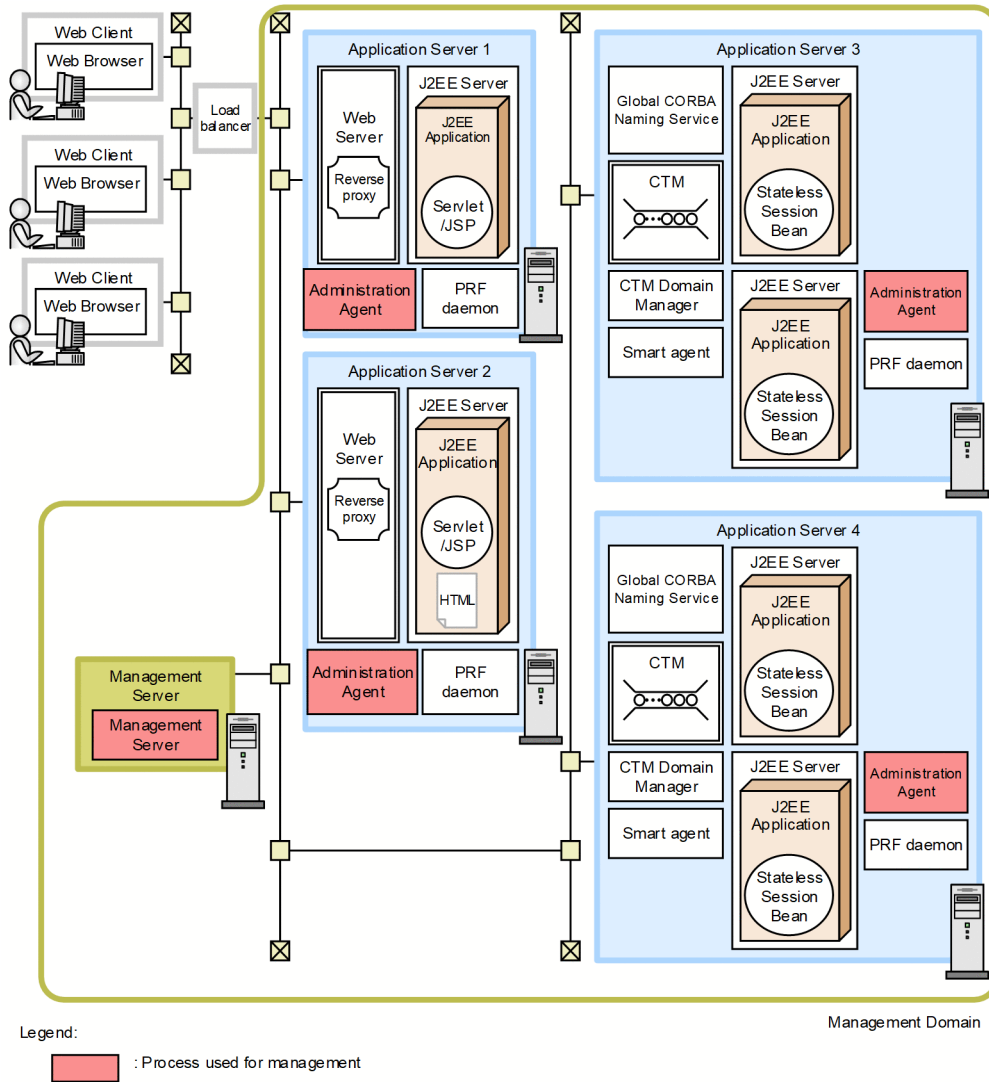 Web Client
Web Browser
Web Client
Web Browser
Web Client
Web Browser
Load
balancer
Application Server 1
Web
Server
Reverse
proxy
J2EE Server
J2EE
Application
Servlet
/JSP
Administration
Agent
PRF
daemon
Application Server 2
Web
Server
Reverse
proxy
J2EE Server
J2EE
Application
Servlet
/JSP
HTML
Administration
Agent
PRF
daemon
Management
Server
Management
Server
Application Server 3
Global CORBA
Naming Service
CTM
CTM Domain
Manager
Smart agent
J2EE Server
J2EE
Application
Stateless
Session
Bean
J2EE Server
J2EE
Application
Stateless
Session
Bean
Administration
Agent
PRF daemon
Application Server 4
Global CORBA
Naming Service
CTM
CTM Domain
Manager
Smart agent
J2EE Server
J2EE
Application
Stateless
Session
Bean
J2EE Server
J2EE
Application
Stateless
Session
Bean
Administration
Agent
PRF daemon
Management Domain
Legend:
: Process used for management